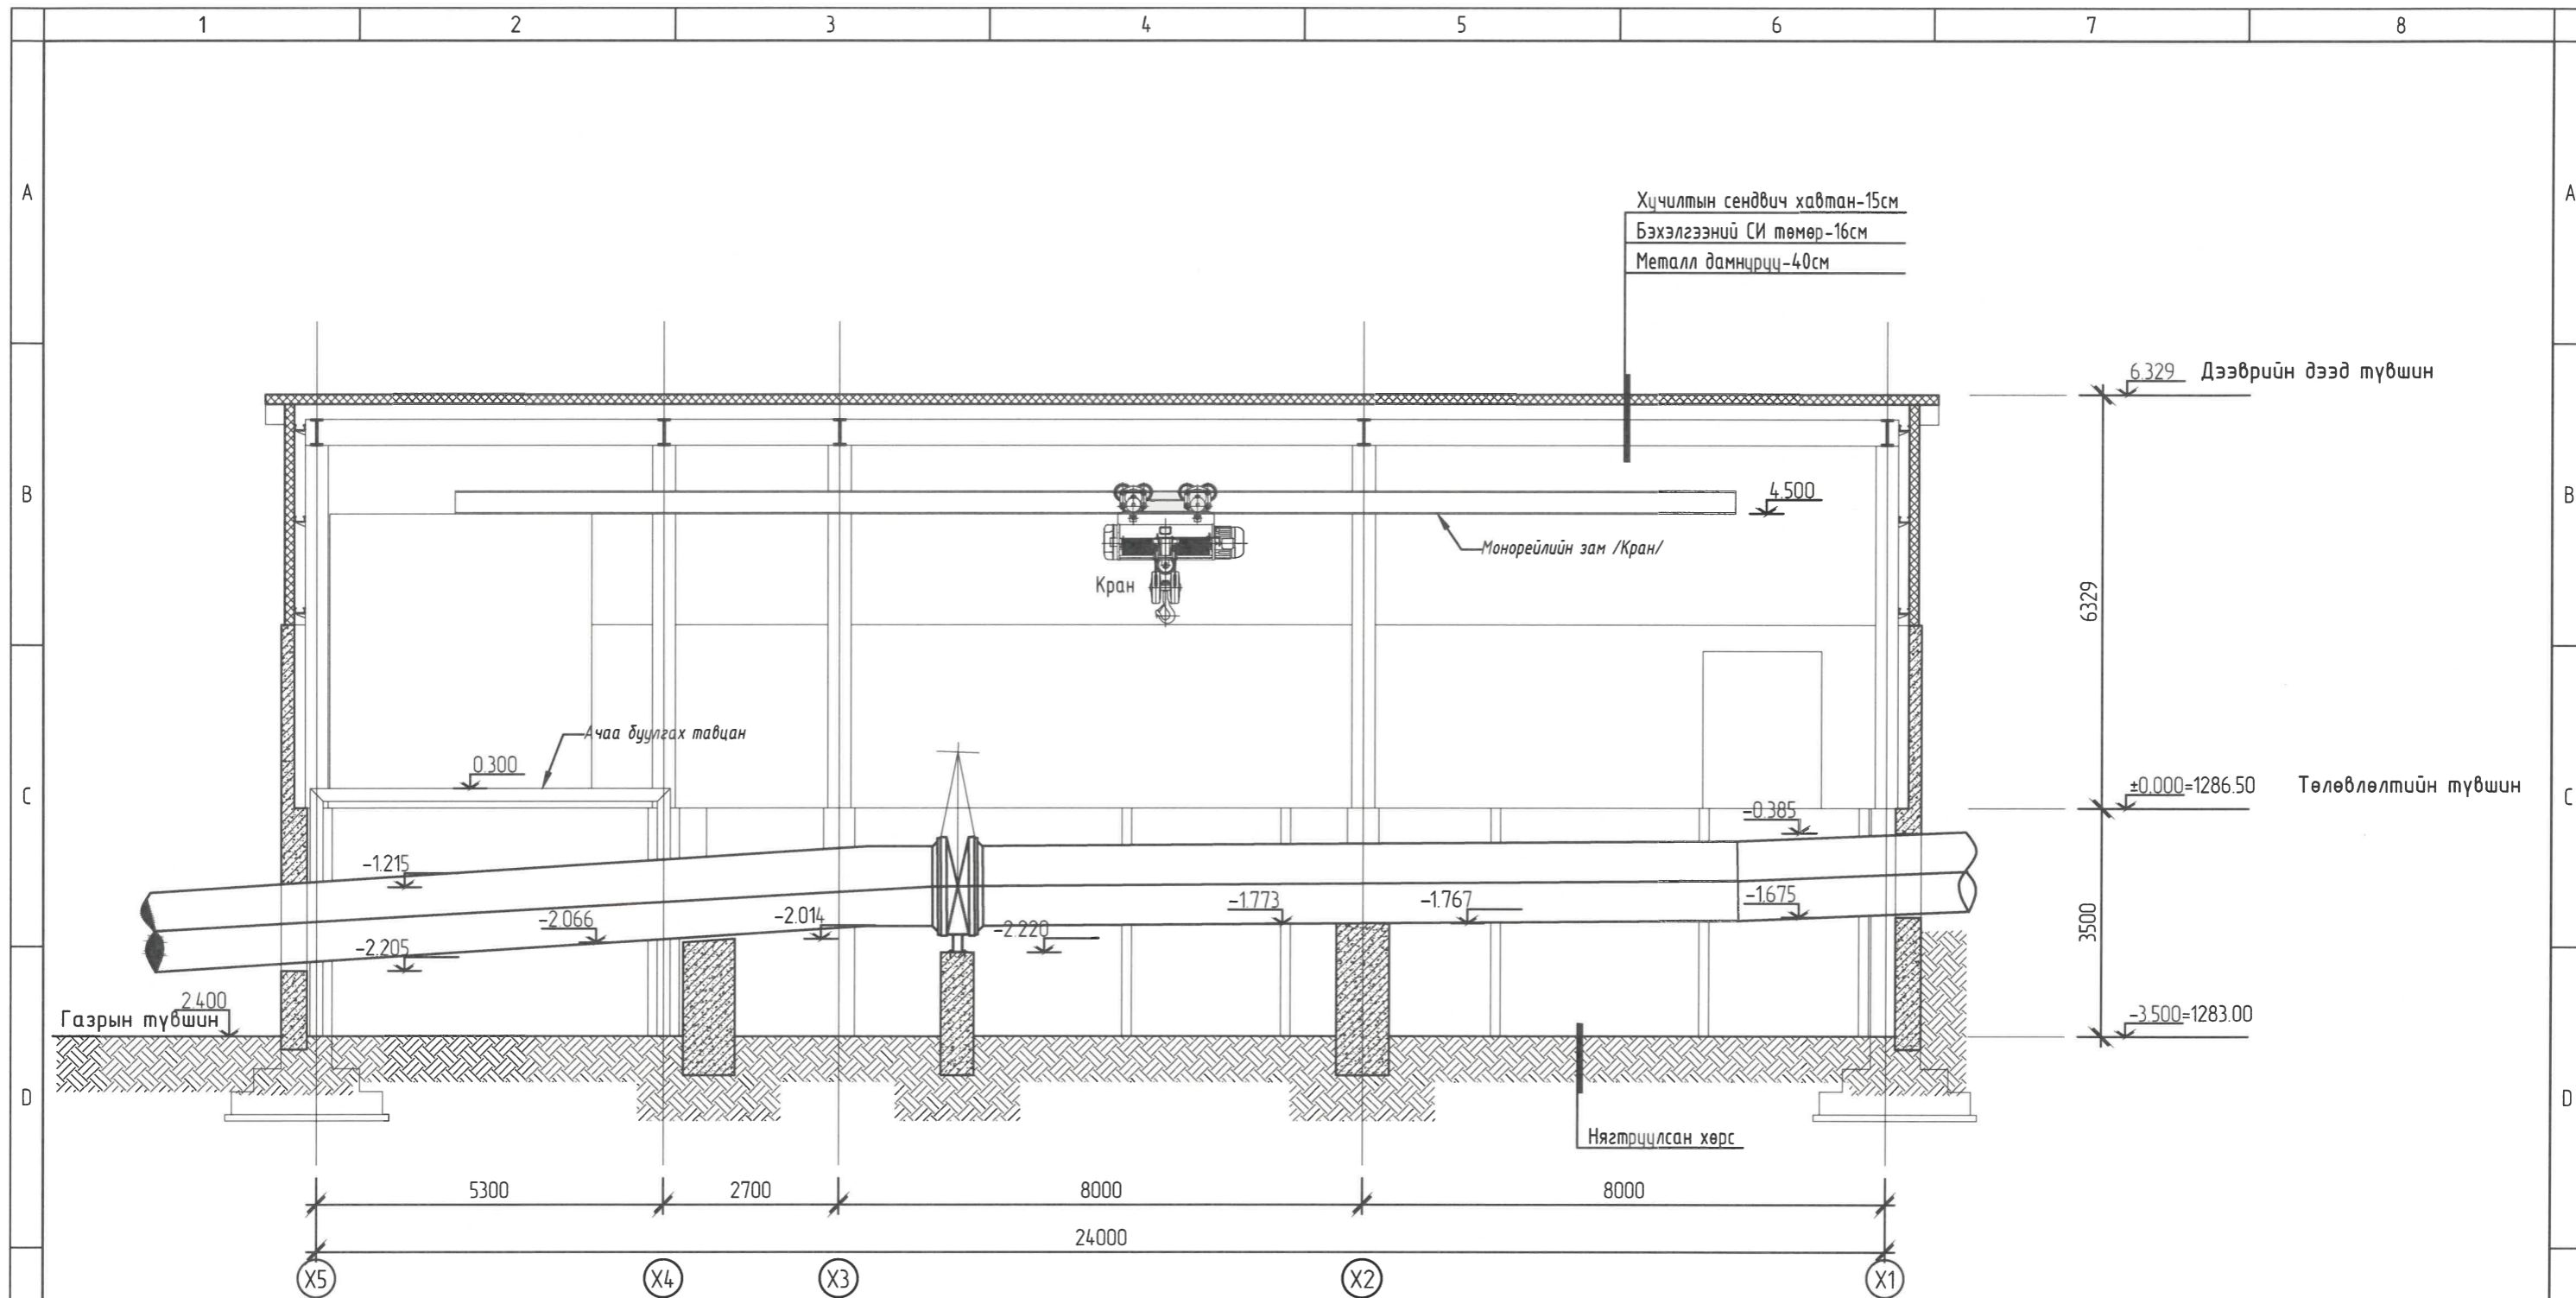 1 2 3 4 5 6 7 8
A A
Хучилтын сендвич хавтан-15см
Бэхэлгээний СИ төмөр-16см
Металл дамнуруу-40см
6.329 Дээврийн дээд түвшин
B B
4.500
Монорейлийн зам /Кран/
Кран
6329
Ачаа буулгах тавцан
0.300
C C
±0.000=1286.50 Төлөвлөлтийн түвшин
-0.385
-1.215
-1.773 -1.767 -1.675
-2.066 -2.014 -2.220
-2.205
3500
2.400
Газрын түвшин
-3.500=1283.00
D D
Нягтруулсан хөрс
5300 2700 8000 8000
24000
X5 X4 X3 X2 X1